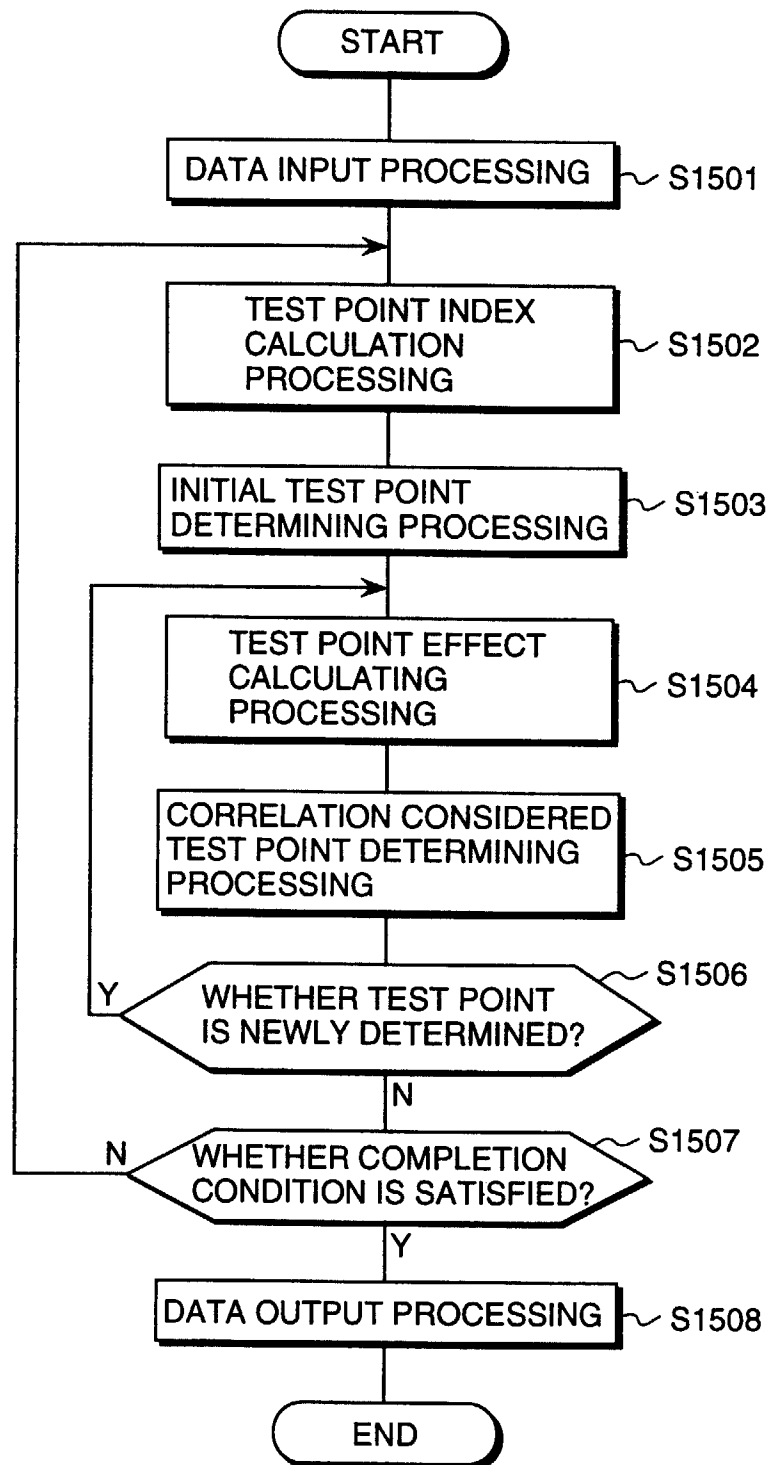 START
DATA INPUT PROCESSING
S1501
TEST POINT INDEX
CALCULATION
PROCESSING
S1502
INITIAL TEST POINT
DETERMINING PROCESSING
S1503
TEST POINT EFFECT
CALCULATING
PROCESSING
S1504
CORRELATION CONSIDERED
TEST POINT DETERMINING
PROCESSING
S1505
S1506
Y
WHETHER TEST POINT
IS NEWLY DETERMINED?
N
S1507
N
WHETHER COMPLETION
CONDITION IS SATISFIED?
Y
DATA OUTPUT PROCESSING
S1508
END